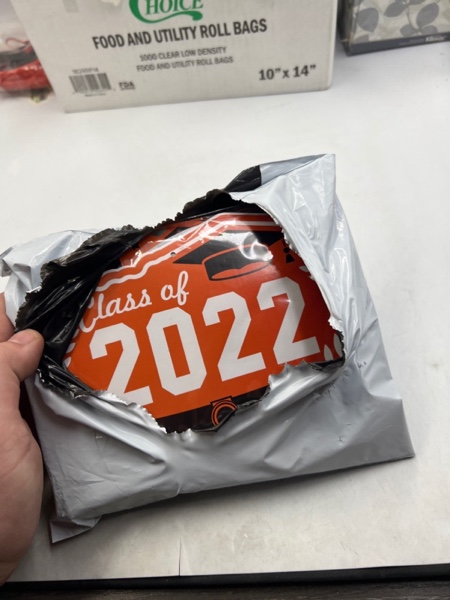 CHOICE
FOOD AND UTILITY ROLL BAGS
1000 CLEAR LOW DENSITY
FOOD AND UTILITY ROLL BAGS
10" x 14"
Class of
2022